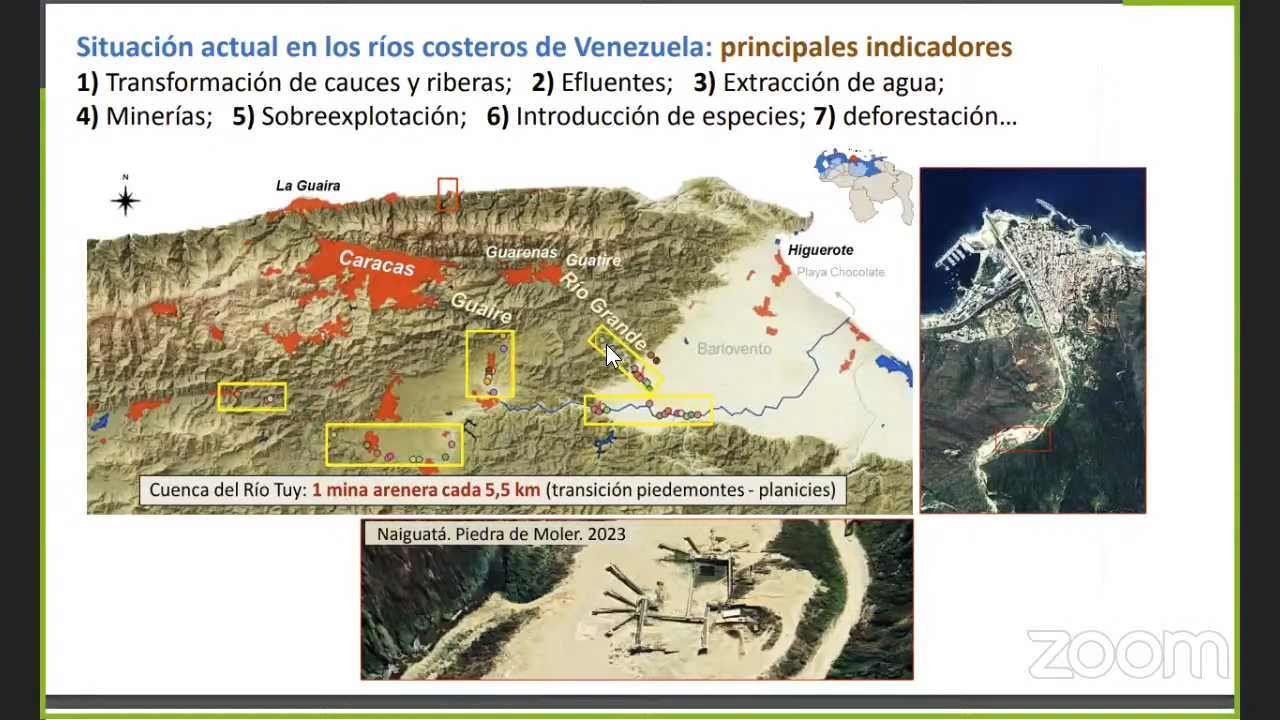 Situación actual en los ríos costeros de Venezuela: principales indicadores
1) Transformación de cauces y riberas; 2) Efluentes; 3) Extracción de agua;
4) Minerías; 5) Sobreexplotación; 6) Introducción de especies; 7) deforestación...
N
La Guaira
Caracas
Guarenas
Guatire
Guaire
Río Grande
Higuerote
Playa Chocolate
Barlovento
Cuenca del Río Tuy: 1 mina arenera cada 5,5 km (transición piedemontes - planicies)
Naiguatá. Piedra de Moler. 2023
zoom